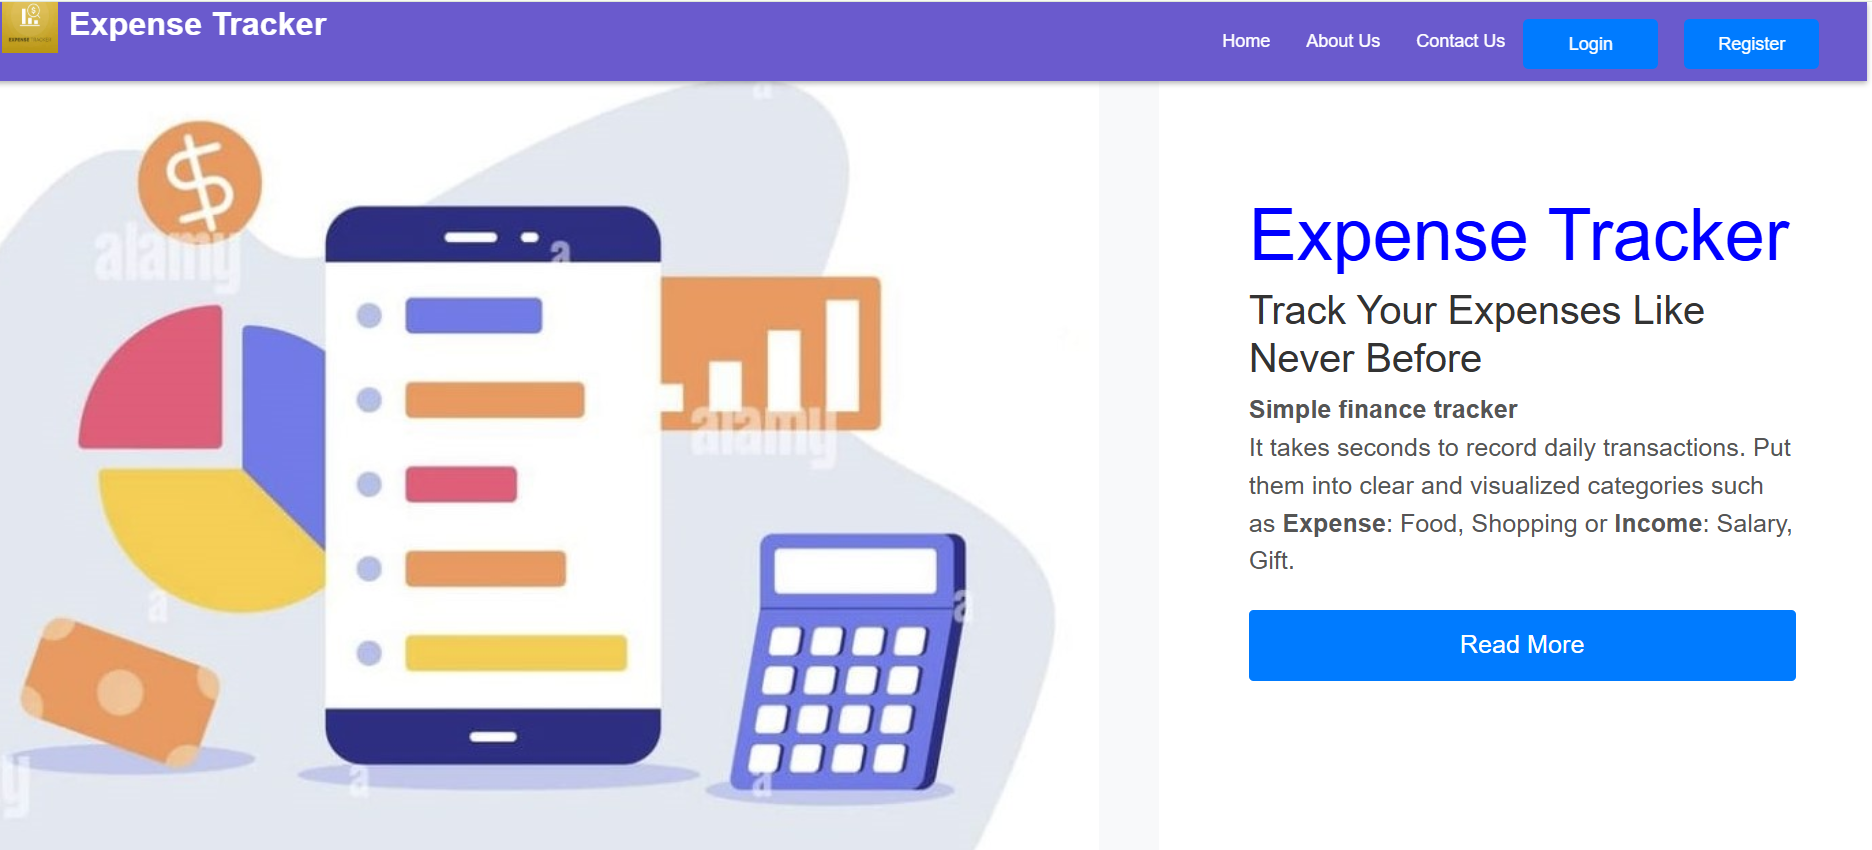 EXPENSE TRACKER
Expense Tracker
Home
About Us
Contact Us
Login
Register
a
$
alamy
a
alamy
a
a
y
a
a
Expense Tracker
Track Your Expenses Like
Never Before
Simple finance tracker
It takes seconds to record daily transactions. Put
them into clear and visualized categories such
as Expense: Food, Shopping or Income: Salary,
Gift.
Read More